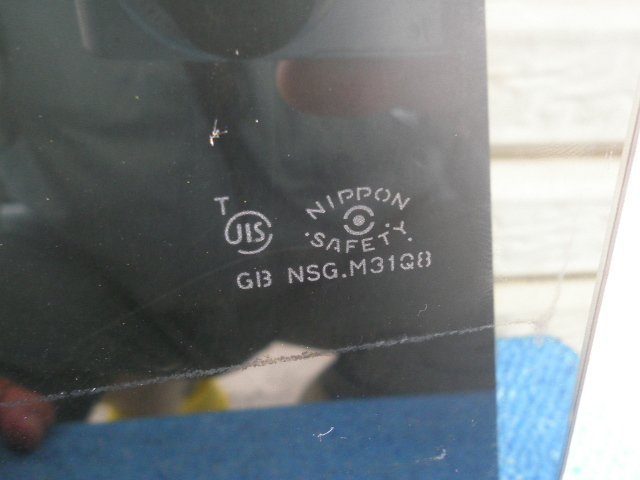 T
JIS
NIPPON
·SAFETY·
GB NSG.M31Q8